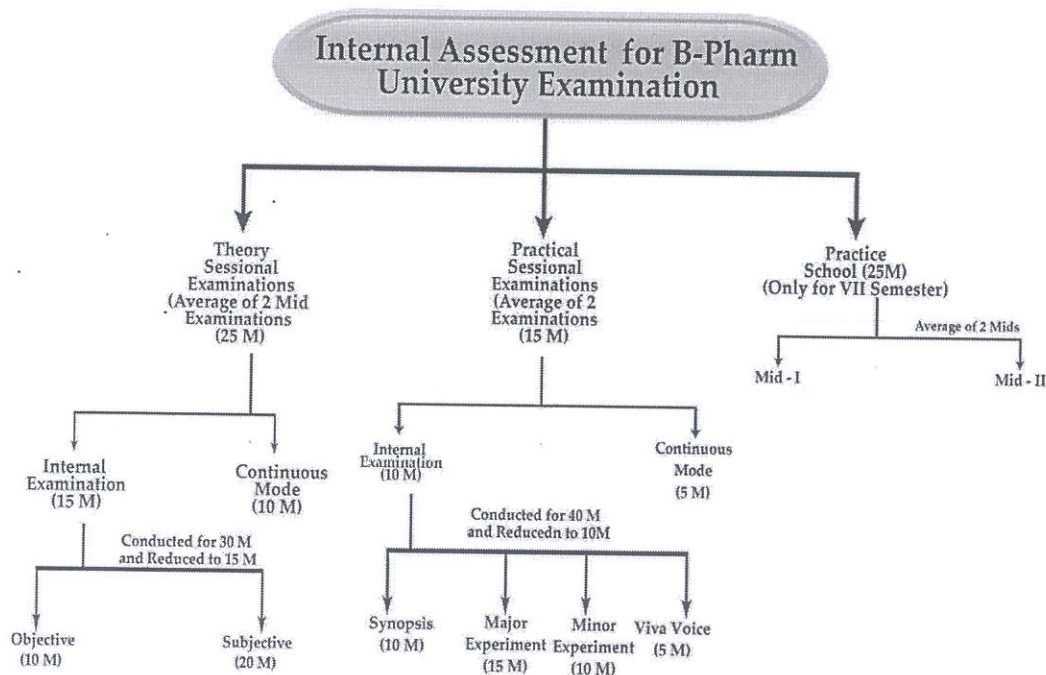 Internal Assessment for B-Pharm
University Examination
Theory
Sessional
Examinations
(Average of 2 Mid
Examinations
(25 M)
Practical
Sessional
Examinations
(Average of 2
Examinations
(15 M)
Practice
School (25M)
(Only for VII Semester)
Average of 2 Mids
Mid - I
Mid - II
Internal
Examination
(15 M)
Continuous
Mode
(10 M)
Internal
Examination
(10 M)
Continuous
Mode
(5 M)
Conducted for 30 M
and Reduced to 15 M
Conducted for 40 M
and Reducedn to 10M
Objective
(10 M)
Subjective
(20 M)
Synopsis
(10 M)
Major
Experiment
(15 M)
Minor
Experiment
(10 M)
Viva Voice
(5 M)